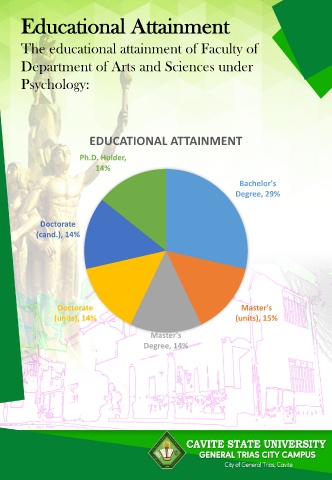 Educational Attainment
The educational attainment of Faculty of
Department of Arts and Sciences under
Psychology:
EDUCATIONAL ATTAINMENT
Ph.D. Holder,
14%
Bachelor's
Degree, 29%
Doctorate
(cand.), 14%
Doctorate
(units), 14%
Master's
(units), 15%
Master's
Degree, 14%
CAVITE STATE UNIVERSITY
GENERAL TRIAS CITY CAMPUS
City of General Trias, Cavite